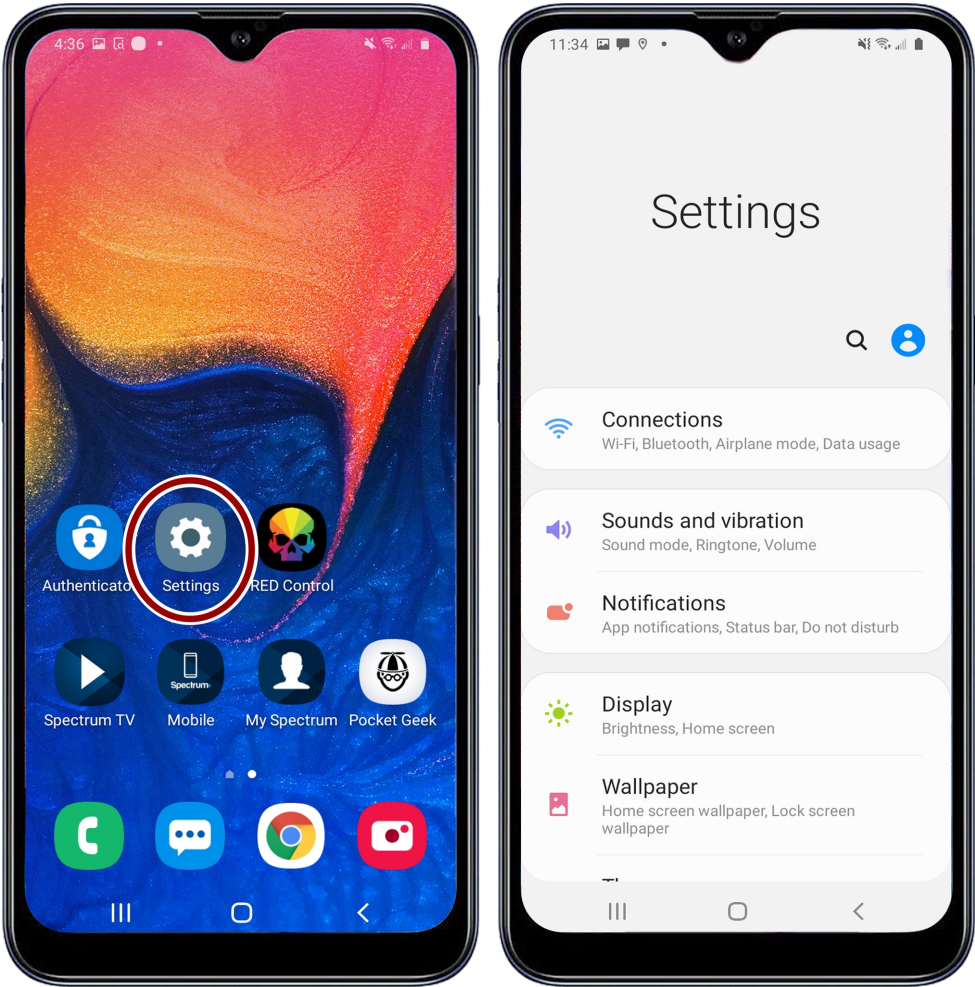 4:36
Authenticato
Settings
RED Control
Spectrum
Spectrum TV
Mobile
My Spectrum
Pocket Geek
11:34
Settings
Connections
Wi-Fi, Bluetooth, Airplane mode, Data usage
Sounds and vibration
Sound mode, Ringtone, Volume
Notifications
App notifications, Status bar, Do not disturb
Display
Brightness, Home screen
Wallpaper
Home screen wallpaper, Lock screen
wallpaper